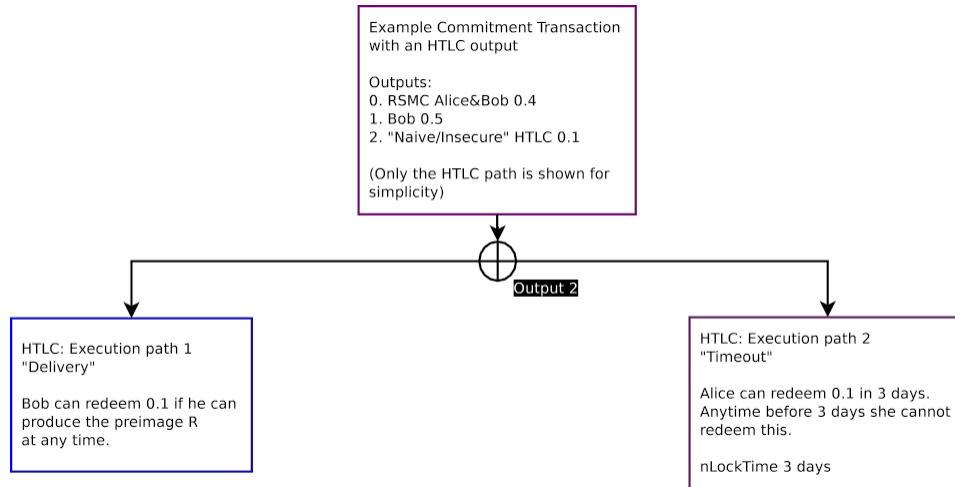 Example Commitment Transaction
with an HTLC output
Outputs:
0. RSMC Alice&Bob 0.4
1. Bob 0.5
2. "Naive/Insecure" HTLC 0.1
(Only the HTLC path is shown for
simplicity)
Output 2
HTLC: Execution path 1
"Delivery"
Bob can redeem 0.1 if he can
produce the preimage R
at any time.
HTLC: Execution path 2
"Timeout"
Alice can redeem 0.1 in 3 days.
Anytime before 3 days she cannot
redeem this.
nLockTime 3 days